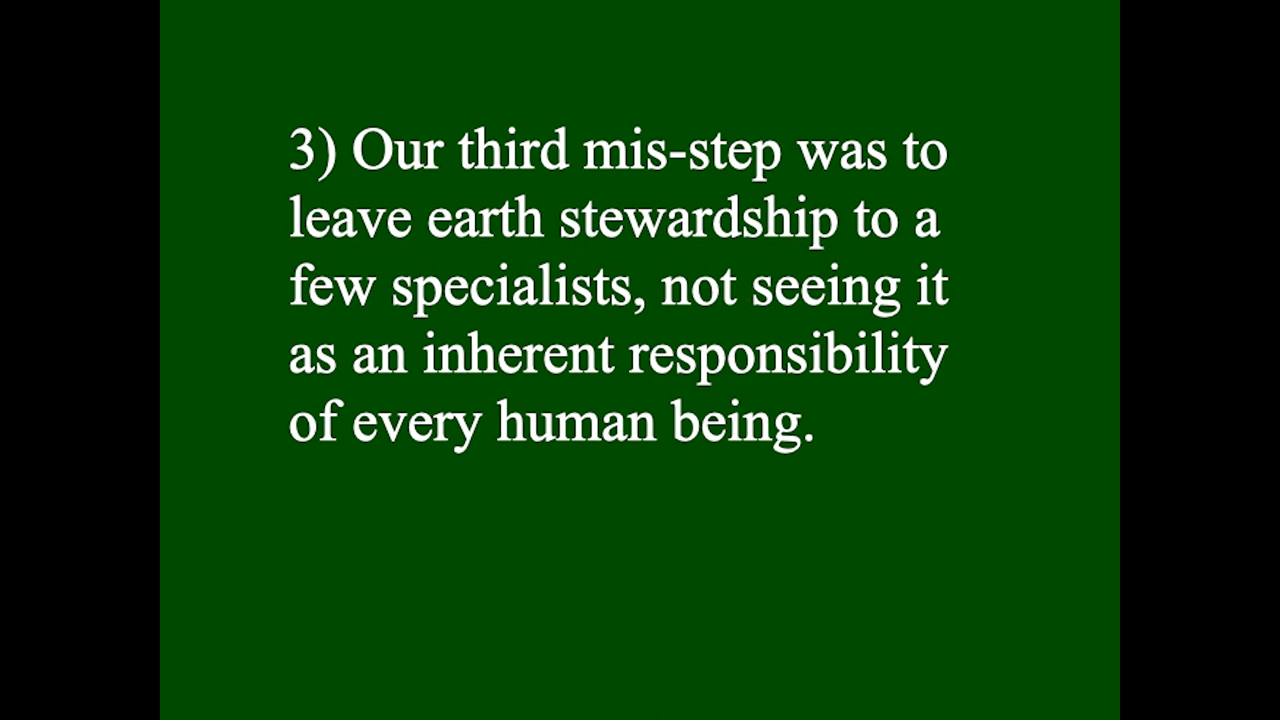 3) Our third mis-step was to
leave earth stewardship to a
few specialists, not seeing it
as an inherent responsibility
of every human being.